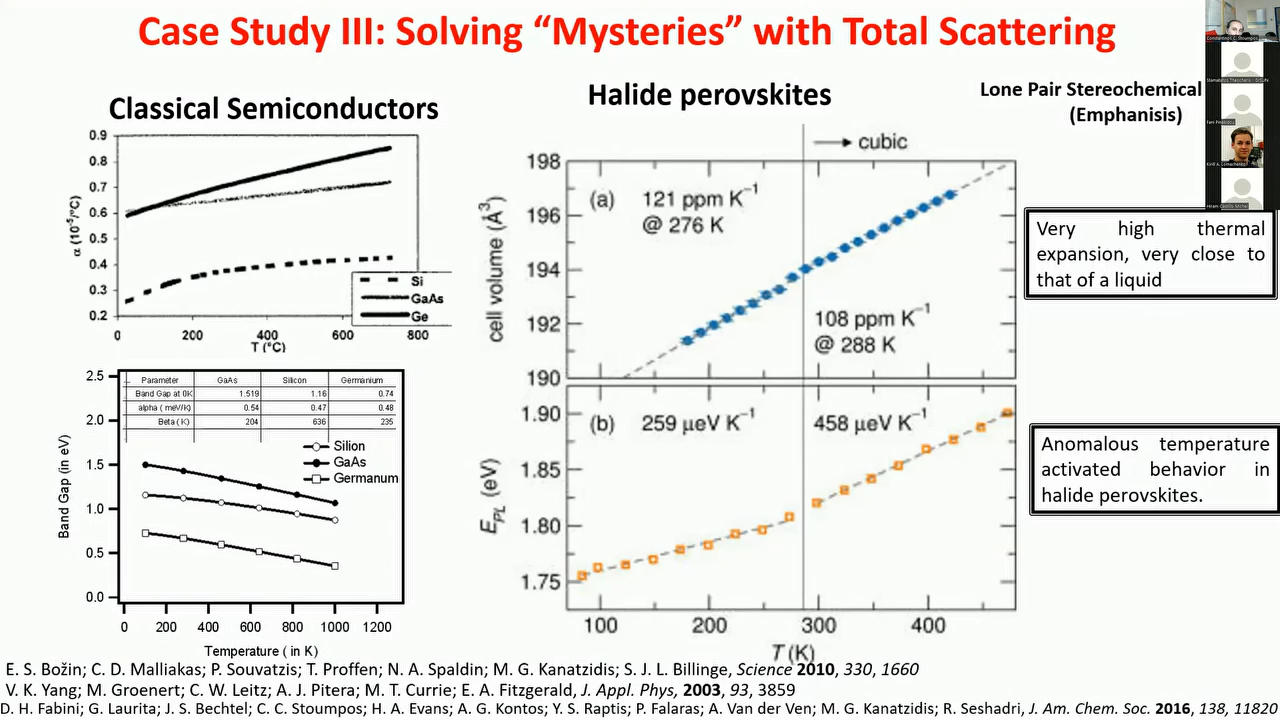 Case Study III: Solving “Mysteries” with Total Scattering
Classical Semiconductors
Halide perovskites
Lone Pair Stereochemical
(Emphanisis)
0.9
0.8
0.7
0.6
0.5
0.4
0.3
0.2
α (10⁻⁵/°C)
0 200 400 600 800
T (°C)
Si
GaAs
Ge
2.5
2.0
1.5
1.0
0.5
0.0
Band Gap (in eV)
Parameter GaAs Silicon Germanium
Band Gap at 0K 1.519 1.16 0.74
alpha ( meV/K) 0.54 0.47 0.48
Beta ( K) 204 636 235
Silion
GaAs
Germanum
0 200 400 600 800 1000 1200
Temperature ( in K)
→ cubic
198
196
194
192
190
cell volume (Å³)
(a) 121 ppm K⁻¹
@ 276 K
108 ppm K⁻¹
@ 288 K
1.90
1.85
1.80
1.75
E_PL (eV)
(b) 259 μeV K⁻¹ 458 μeV K⁻¹
100 200 300 400
T (K)
Very high thermal
expansion, very close to
that of a liquid
Anomalous temperature
activated behavior in
halide perovskites.
E. S. Božin; C. D. Malliakas; P. Souvatzis; T. Proffen; N. A. Spaldin; M. G. Kanatzidis; S. J. L. Billinge, Science 2010, 330, 1660
V. K. Yang; M. Groenert; C. W. Leitz; A. J. Pitera; M. T. Currie; E. A. Fitzgerald, J. Appl. Phys, 2003, 93, 3859
D. H. Fabini; G. Laurita; J. S. Bechtel; C. C. Stoumpos; H. A. Evans; A. G. Kontos; Y. S. Raptis; P. Falaras; A. Van der Ven; M. G. Kanatzidis; R. Seshadri, J. Am. Chem. Soc. 2016, 138, 11820